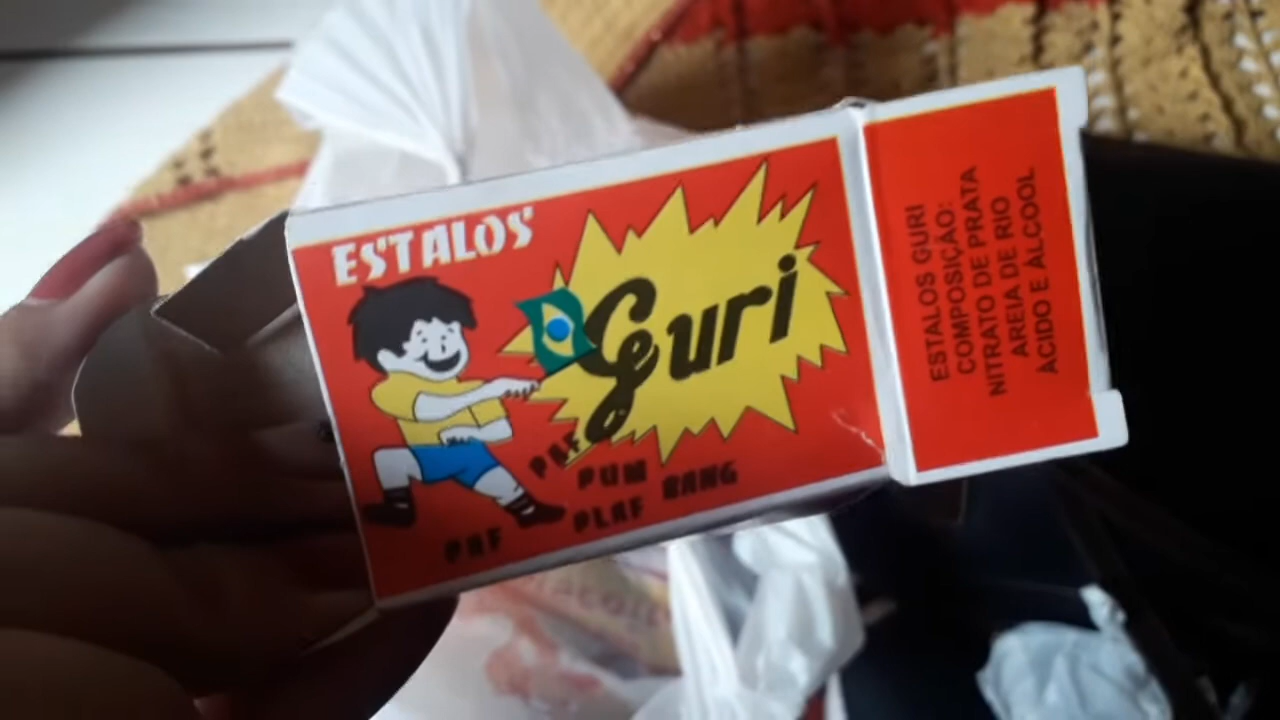 ESTALOS
Guri
PAF
PUM
BANG
PLAF
PAF
ESTALOS GURI
COMPOSIÇÃO:
NITRATO DE PRATA
AREIA DE RIO
ÁCIDO E ÁLCOOL